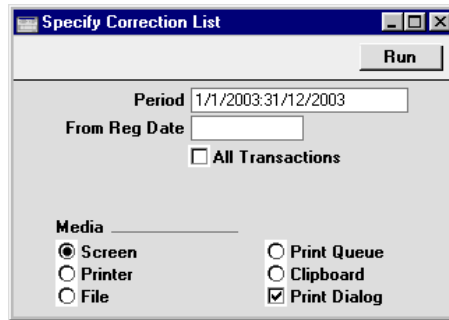 Specify Correction List
Run
Period 1/1/2003:31/12/2003
From Reg Date
All Transactions
Media
Screen Print Queue
Printer Clipboard
File Print Dialog